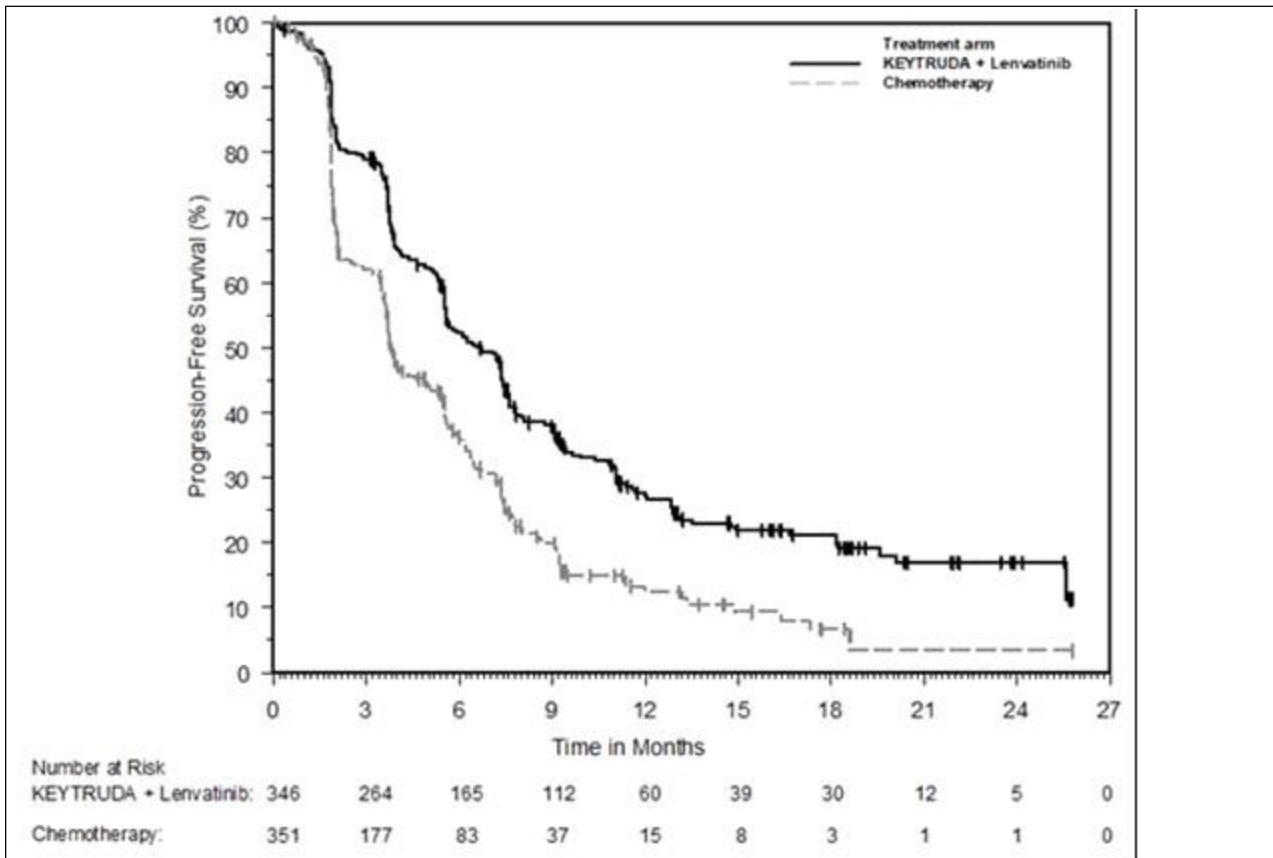 100
90
80
70
60
50
40
30
20
10
0
Progression-Free Survival (%)
Treatment arm
KEYTRUDA + Lenvatinib
Chemotherapy
0 3 6 9 12 15 18 21 24 27
Time in Months
Number at Risk
KEYTRUDA + Lenvatinib: 346 264 165 112 60 39 30 12 5 0
Chemotherapy: 351 177 83 37 15 8 3 1 1 0